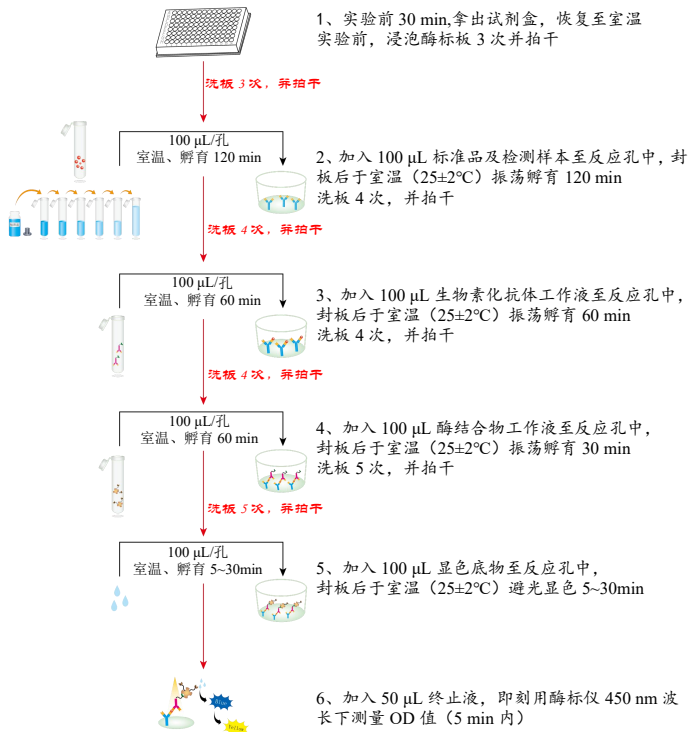 1、实验前 30 min,拿出试剂盒，恢复至室温
实验前，浸泡酶标板 3 次并拍干
洗板 3 次，并拍干
100 μL/孔
室温、孵育 120 min
2、加入 100 μL 标准品及检测样本至反应孔中，封
板后于室温（25±2℃）振荡孵育 120 min
洗板 4 次，并拍干
洗板 4 次，并拍干
100 μL/孔
室温、孵育 60 min
3、加入 100 μL 生物素化抗体工作液至反应孔中，
封板后于室温（25±2℃）振荡孵育 60 min
洗板 4 次，并拍干
洗板 4 次，并拍干
100 μL/孔
室温、孵育 60 min
4、加入 100 μL 酶结合物工作液至反应孔中，
封板后于室温（25±2℃）振荡孵育 30 min
洗板 5 次，并拍干
洗板 5 次，并拍干
100 μL/孔
室温、孵育 5~30min
5、加入 100 μL 显色底物至反应孔中，
封板后于室温（25±2℃）避光显色 5~30min
Blue
Yellow
6、加入 50 μL 终止液，即刻用酶标仪 450 nm 波
长下测量 OD 值（5 min 内）